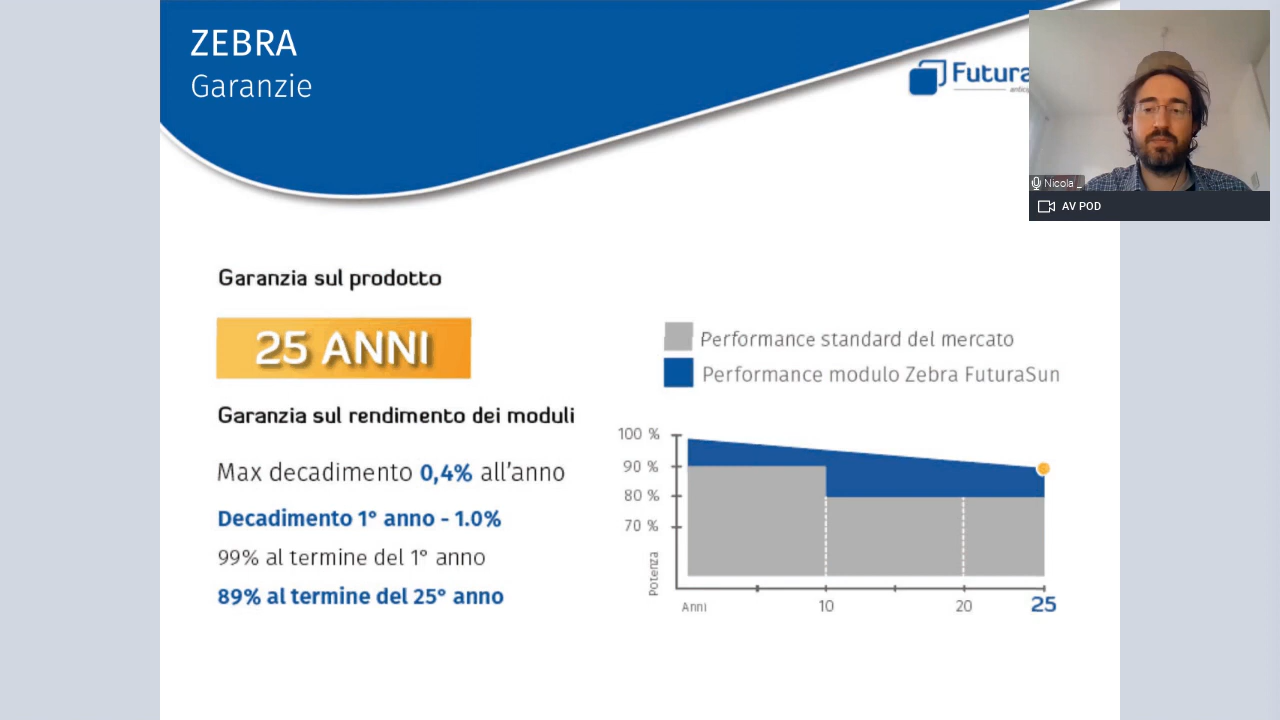 ZEBRA
Garanzie
Futura
Nicola _
AV POD
Garanzia sul prodotto
25 ANNI
Garanzia sul rendimento dei moduli
Max decadimento 0,4% all'anno
Decadimento 1° anno - 1.0%
99% al termine del 1° anno
89% al termine del 25° anno
Performance standard del mercato
Performance modulo Zebra FuturaSun
100 %
90 %
80 %
70 %
Potenza
Anni 10 20 25